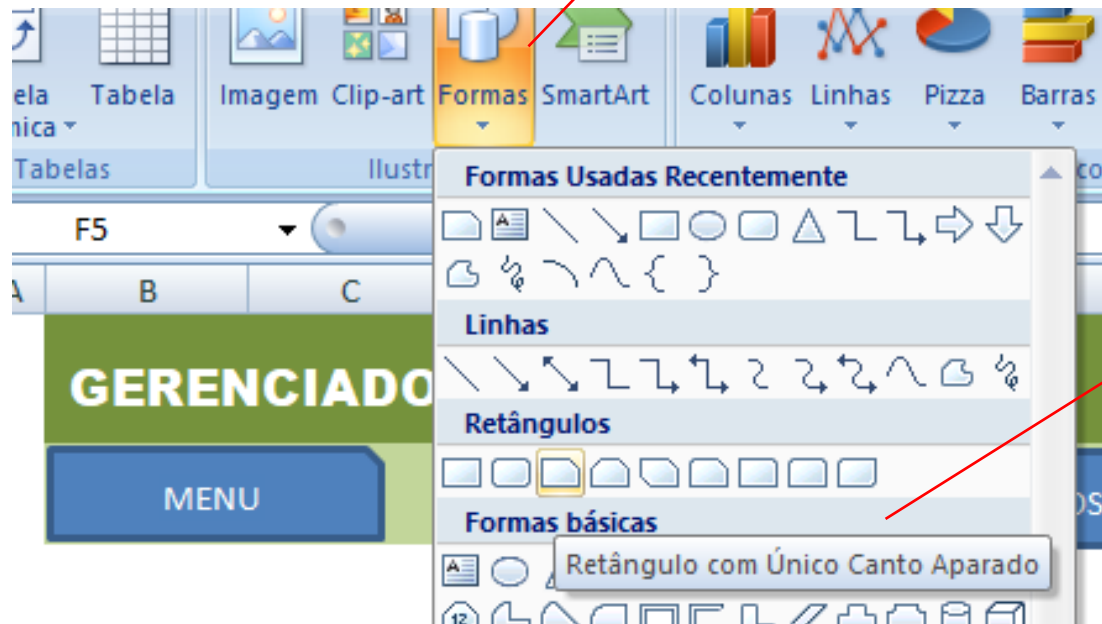 ela Tabela Imagem Clip-art Formas SmartArt Colunas Linhas Pizza Barras
Tabelas Ilustr
Formas Usadas Recentemente
F5
B C
Linhas
GERENCIADO
Retângulos
MENU
Formas básicas
Retângulo com Único Canto Aparado
12